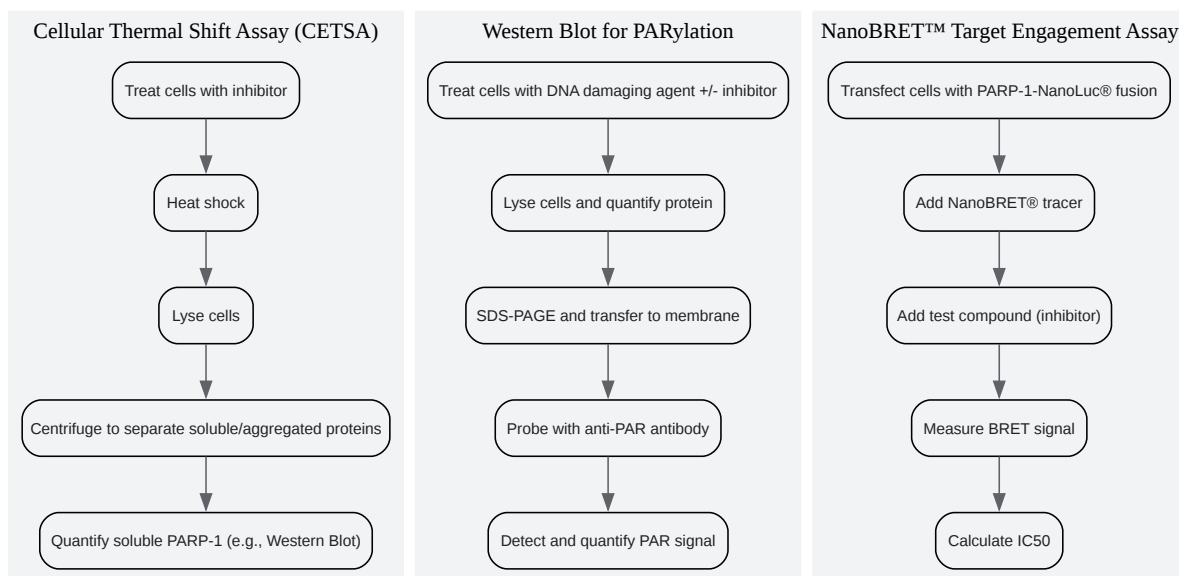 Cellular Thermal Shift Assay (CETSA)
Treat cells with inhibitor
Heat shock
Lyse cells
Centrifuge to separate soluble/aggregated proteins
Quantify soluble PARP-1 (e.g., Western Blot)
Western Blot for PARylation
Treat cells with DNA damaging agent +/- inhibitor
Lyse cells and quantify protein
SDS-PAGE and transfer to membrane
Probe with anti-PAR antibody
Detect and quantify PAR signal
NanoBRET™ Target Engagement Assay
Transfect cells with PARP-1-NanoLuc® fusion
Add NanoBRET® tracer
Add test compound (inhibitor)
Measure BRET signal
Calculate IC50